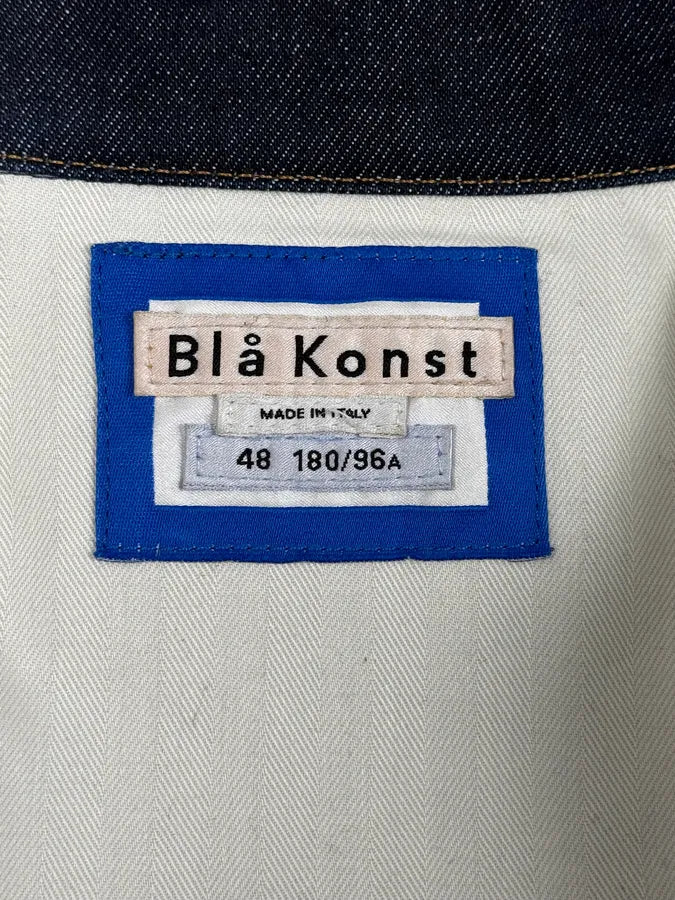 Blå Konst
MADE IN ITALY
48 180/96A